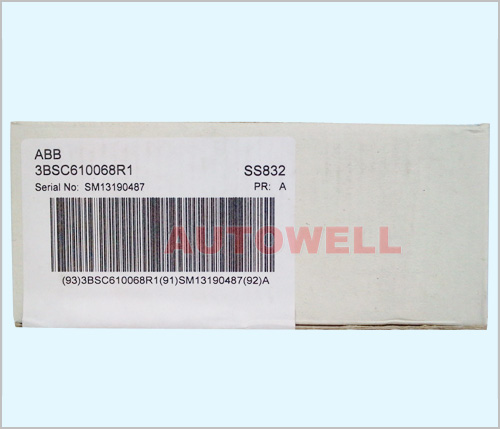 ABB
3BSC610068R1 SS832
Serial No: SM13190487 PR: A
AUTOWELL
(93)3BSC610068R1(91)SM13190487(92)A